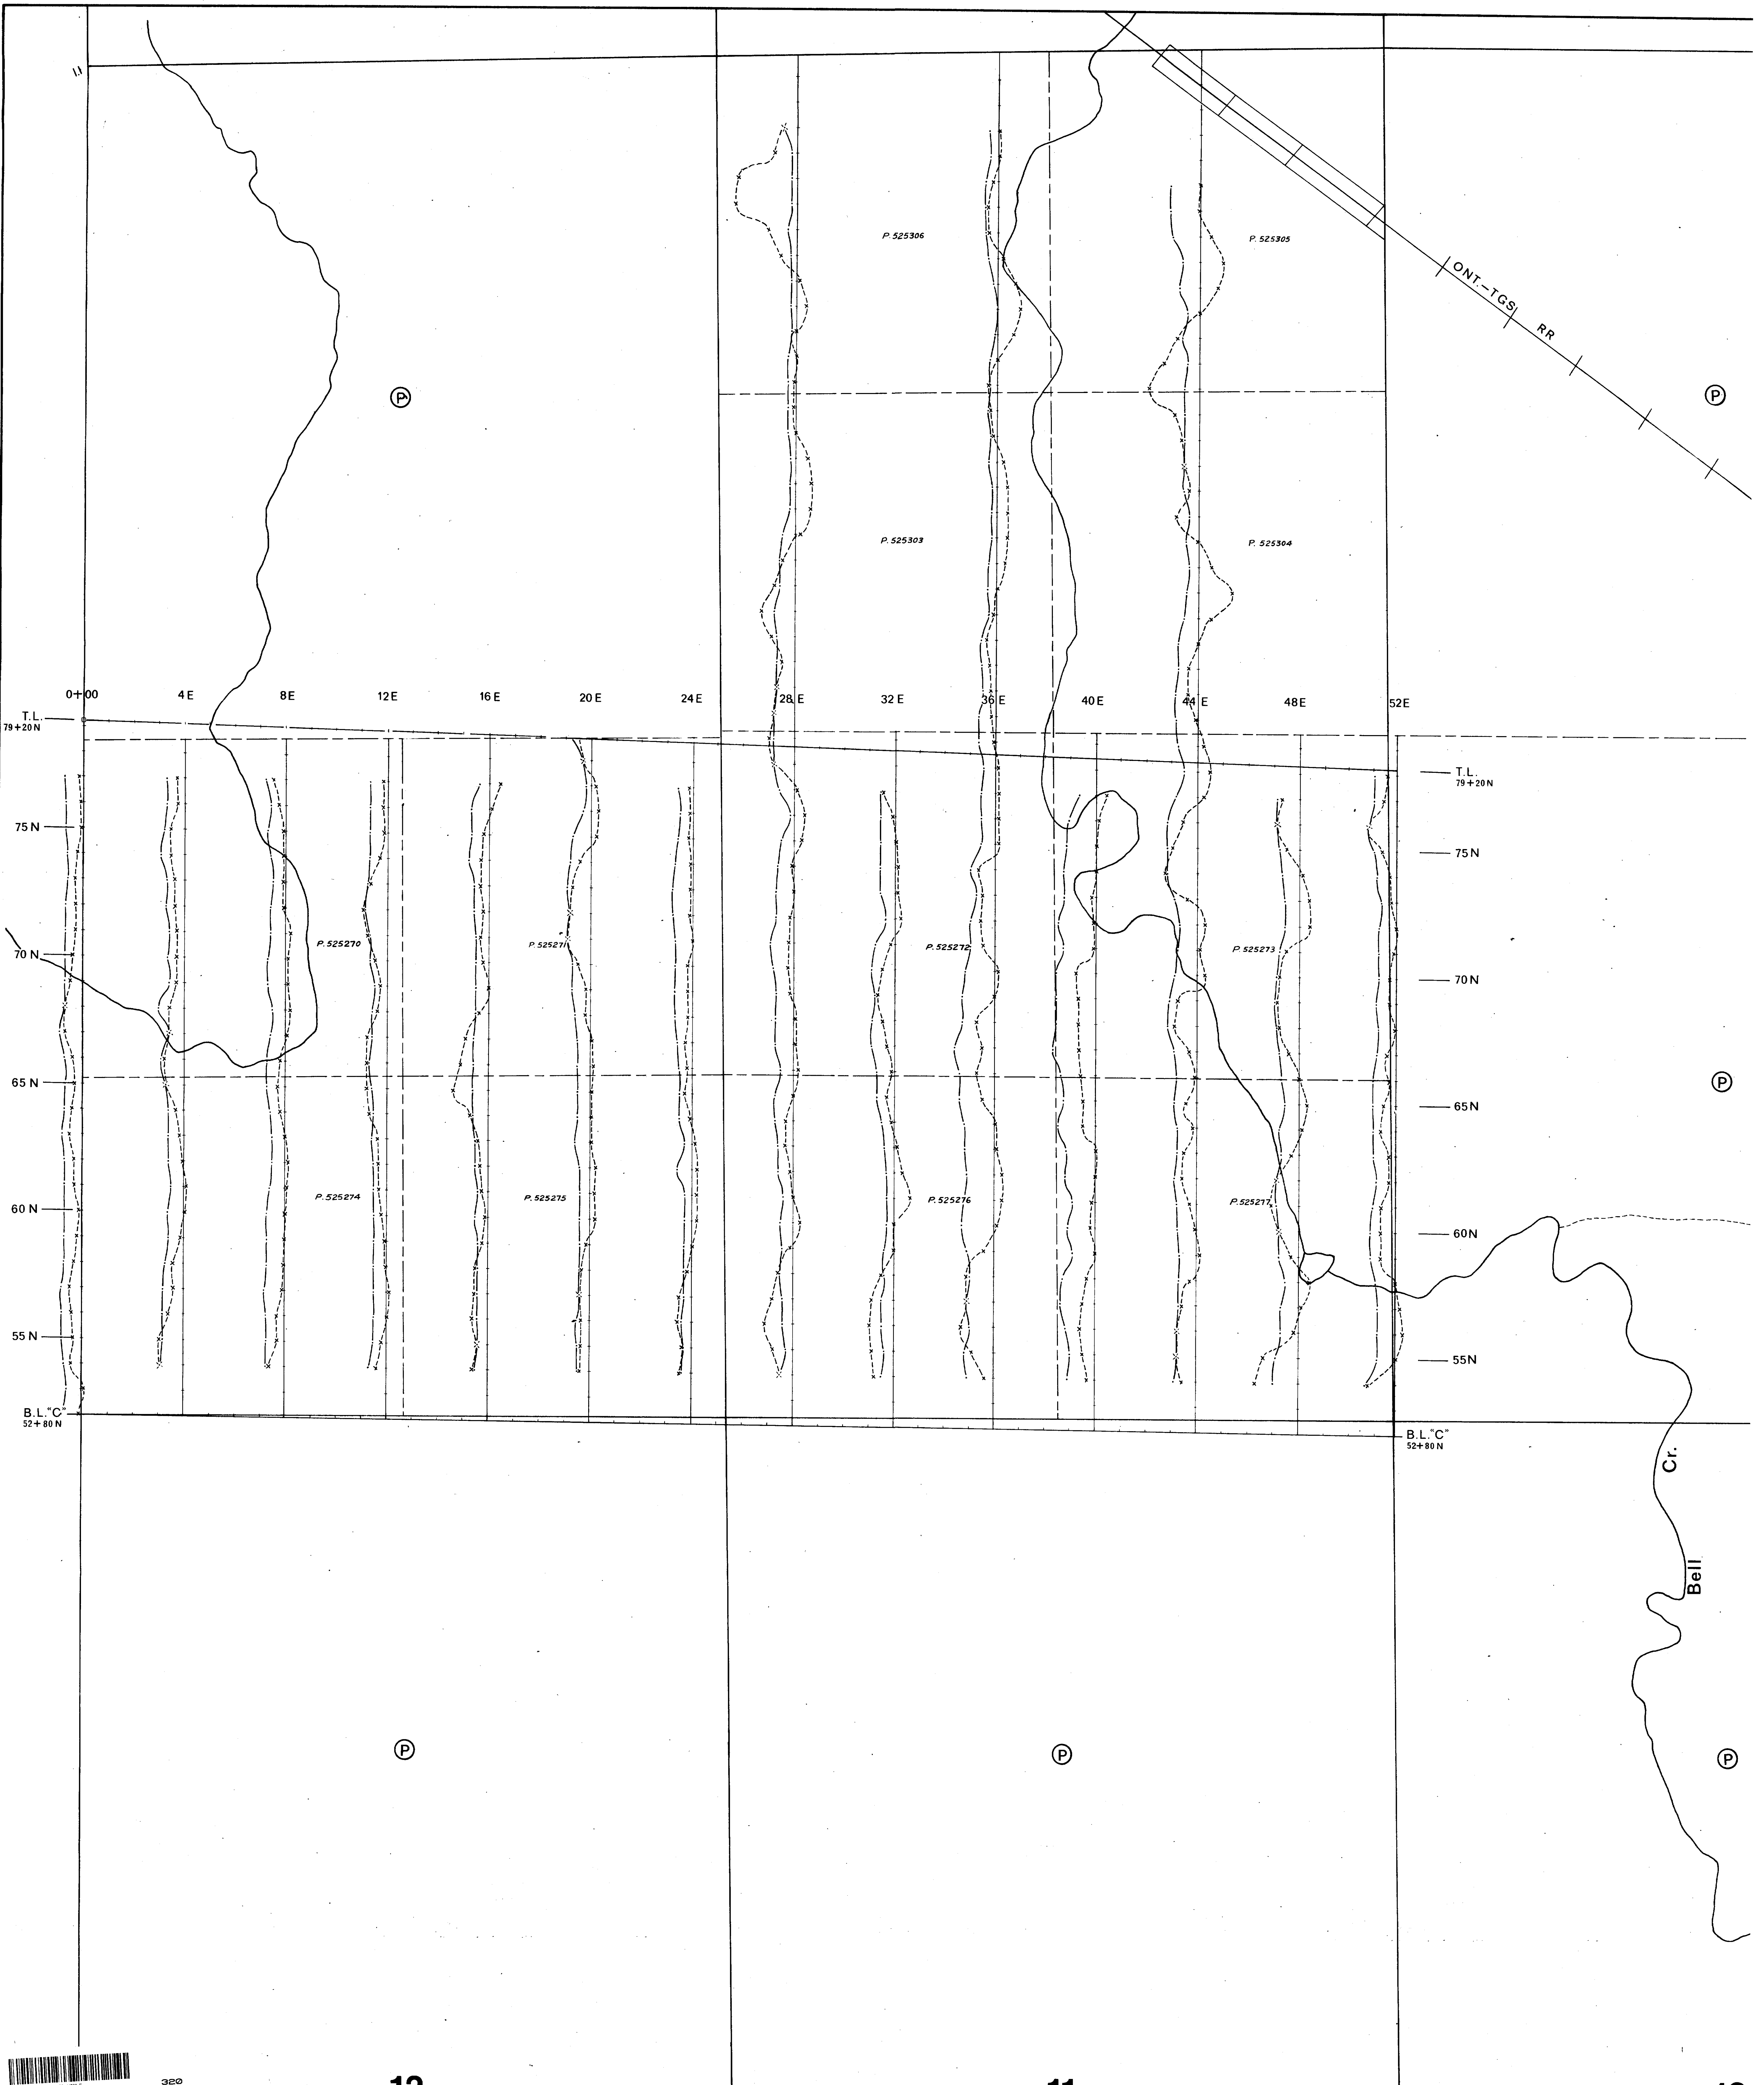 P. 525306
P. 525305
ONT.-TGS RR
P
P
P. 525303
P. 525304
0+00 4E 8E 12E 16E 20E 24E 28E 32E 36E 40E 44E 48E 52E
T.L.
79+20N
T.L.
79+20N
75N
75N
70N
P. 525270
P. 525271
P. 525272
P. 525273
70N
65N
P
65N
P. 525274
P. 525275
P. 525276
P. 525277
60N
60N
55N
55N
B.L."C"
52+80N
B.L."C"
52+80N
Bell Cr.
P
P
P
320
12
11